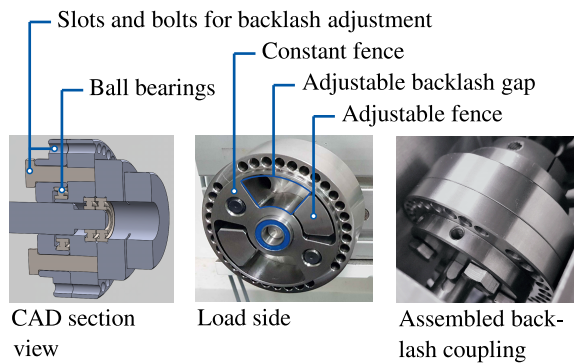 Slots and bolts for backlash adjustment
Constant fence
Ball bearings
Adjustable backlash gap
Adjustable fence
CAD section
view
Load side
Assembled back-
lash coupling